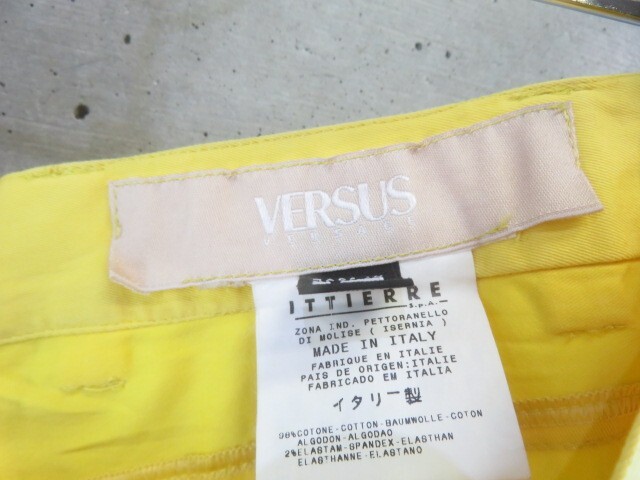 VERSUS
VERSACE
ITTIERRE
S.p.A.
ZONA IND. PETTORANELLO
DI MOLISE ( ISERNIA )
MADE IN ITALY
FABRIQUE EN ITALIE
PAIS DE ORIGEN:ITALIE
FABRICADO EM ITALIA
イタリー製
98%COTONE-COTTON-BAUMWOLLE-COTON
ALGODON-ALGODAO
2%ELASTAM-SPANDEX-ELASTHAN
ELASTHANNE-ELASTANO